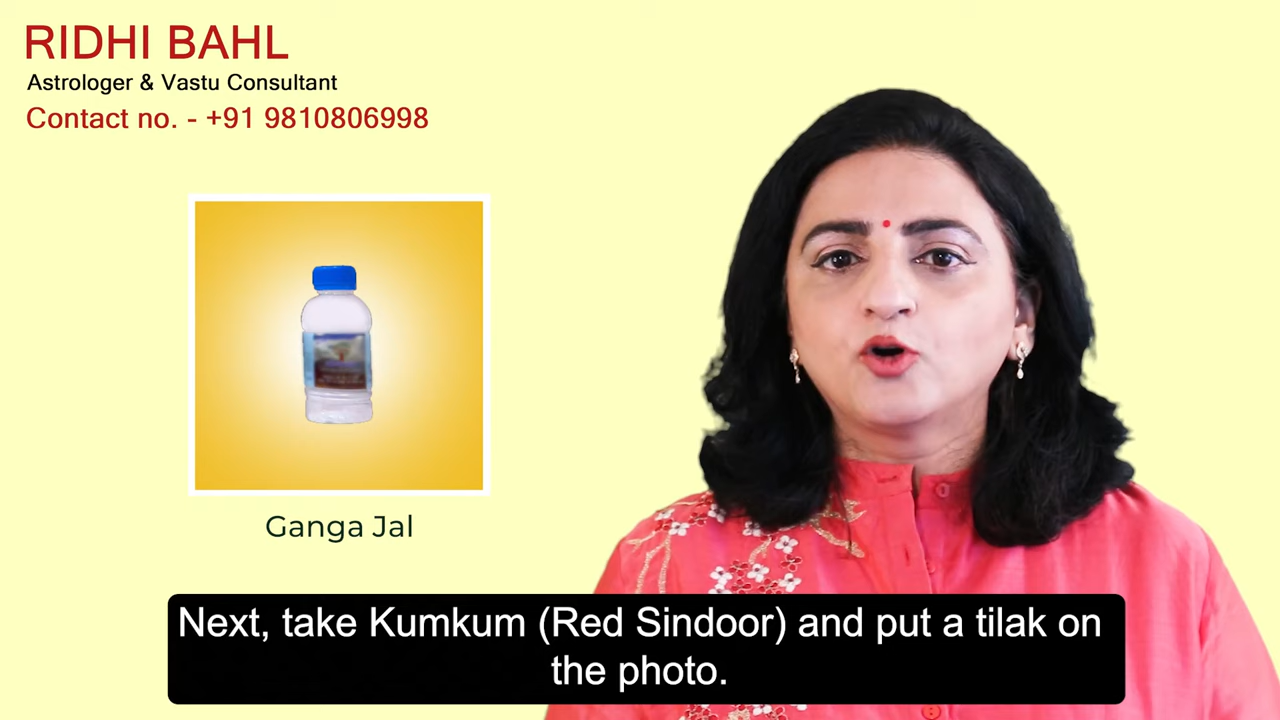 RIDHI BAHL
Astrologer & Vastu Consultant
Contact no. - +91 9810806998
Ganga Jal
Next, take Kumkum (Red Sindoor) and put a tilak on
the photo.